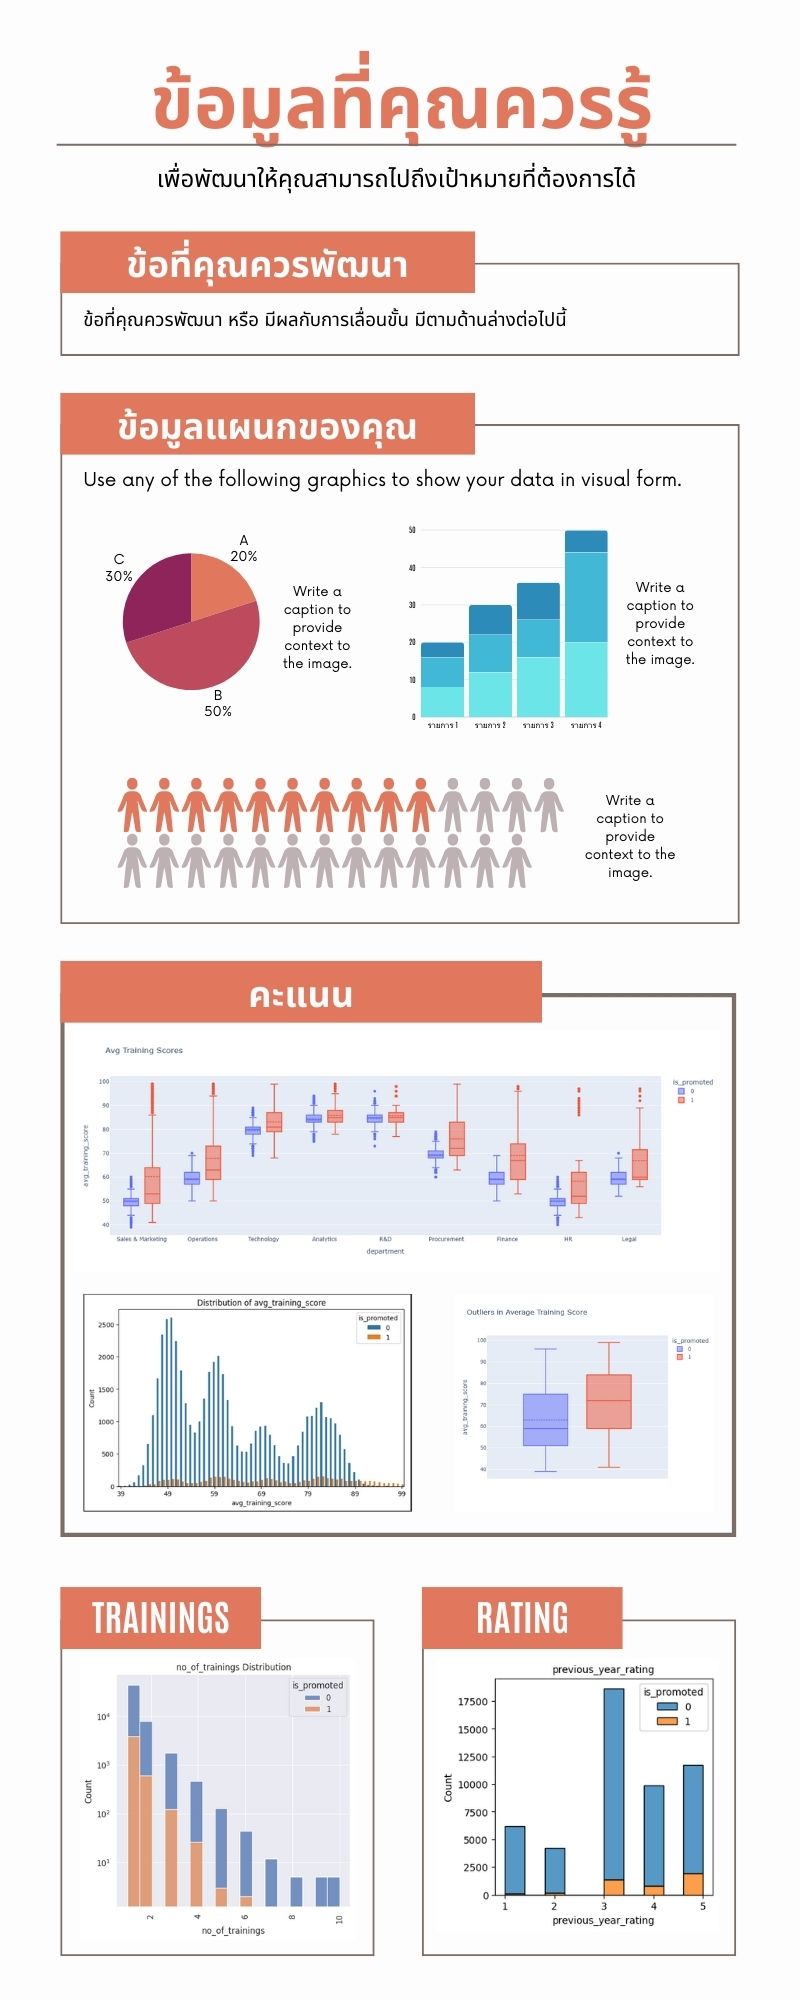 ข้อมูลที่คุณควรรู้
เพื่อพัฒนาให้คุณสามารถไปถึงเป้าหมายที่ต้องการได้
ข้อที่คุณควรพัฒนา
ข้อที่คุณควรพัฒนา หรือ มีผลกับการเลื่อนขั้น มีตามด้านล่างต่อไปนี้
ข้อมูลแผนกของคุณ
Use any of the following graphics to show your data in visual form.
C
30%
A
20%
B
50%
Write a
caption to
provide
context to
the image.
50
40
30
20
10
0
รายการ 1 รายการ 2 รายการ 3 รายการ 4
Write a
caption to
provide
context to
the image.
Write a
caption to
provide
context to the
image.
คะแนน
Avg Training Scores
is_promoted
0
1
avg_training_score
100
90
80
70
60
50
40
Sales & Marketing Operations Technology Analytics R&D Procurement Finance HR Legal
department
Distribution of avg_training_score
is_promoted
0
1
Count
2500
2000
1500
1000
500
0
39 49 59 69 79 89 99
avg_training_score
Outliers in Average Training Score
is_promoted
0
1
avg_training_score
100
90
80
70
60
50
40
TRAININGS
no_of_trainings Distribution
is_promoted
0
1
Count
10⁴
10³
10²
10¹
2 4 6 8 10
no_of_trainings
RATING
previous_year_rating
is_promoted
0
1
Count
17500
15000
12500
10000
7500
5000
2500
0
1 2 3 4 5
previous_year_rating